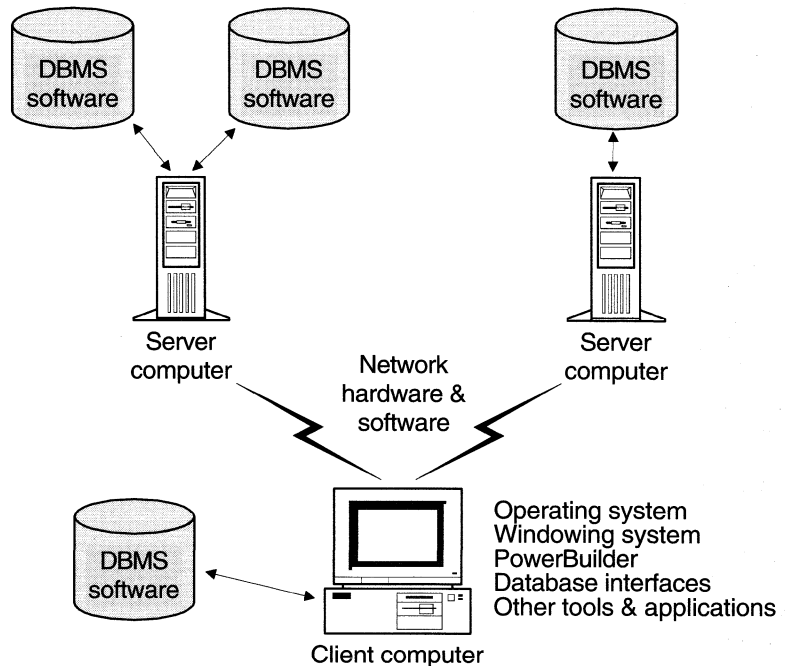 DBMS
software
DBMS
software
DBMS
software
Server
computer
Server
computer
Network
hardware &
software
DBMS
software
Operating system
Windowing system
PowerBuilder
Database interfaces
Other tools & applications
Client computer